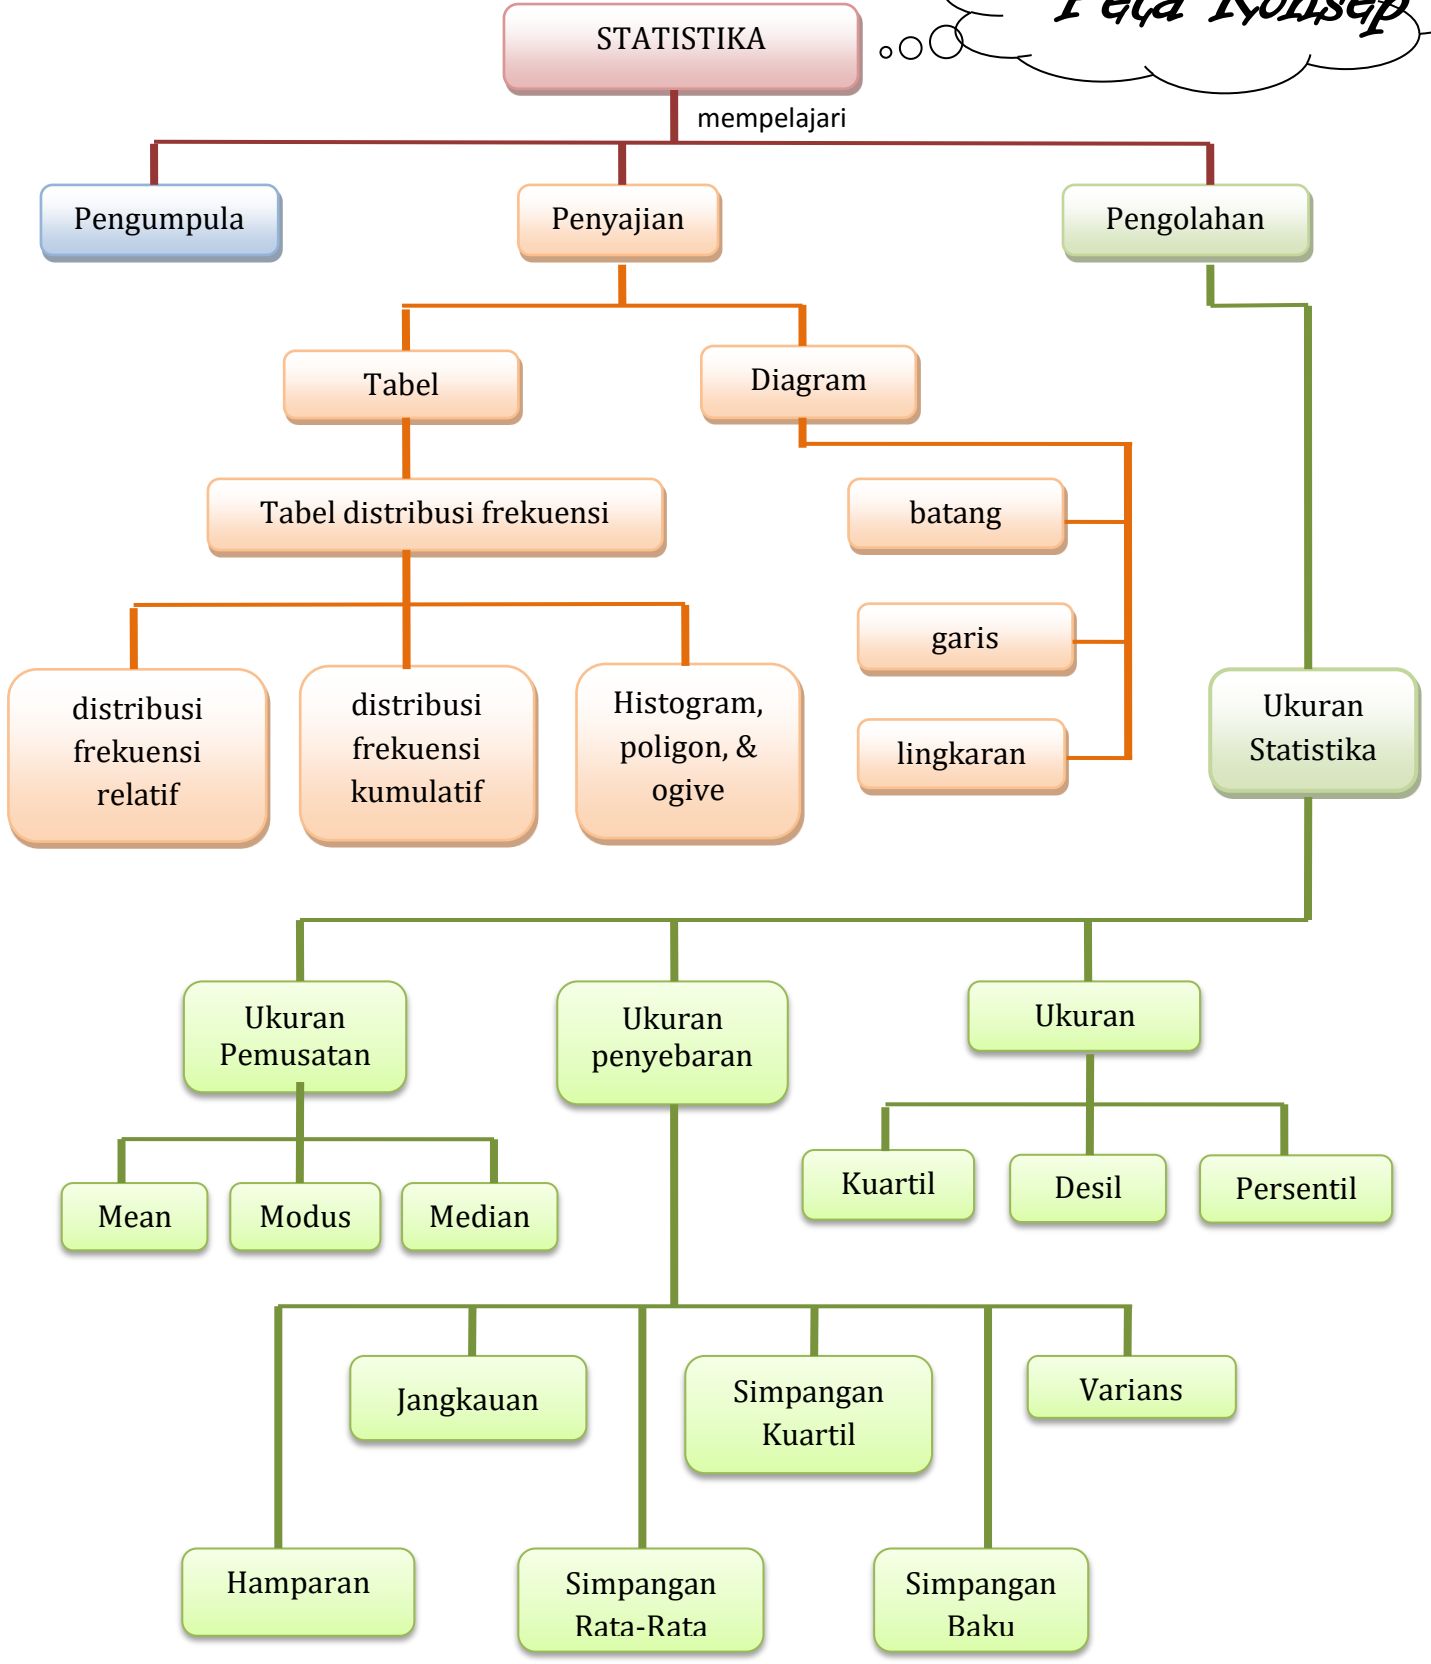 Peta Konsep
STATISTIKA
mempelajari
Pengumpula
Penyajian
Pengolahan
Tabel
Diagram
Tabel distribusi frekuensi
batang
garis
lingkaran
distribusi
frekuensi
relatif
distribusi
frekuensi
kumulatif
Histogram,
poligon, &
ogive
Ukuran
Statistika
Ukuran
Pemusatan
Ukuran
penyebaran
Ukuran
Mean
Modus
Median
Kuartil
Desil
Persentil
Jangkauan
Simpangan
Kuartil
Varians
Hamparan
Simpangan
Rata-Rata
Simpangan
Baku